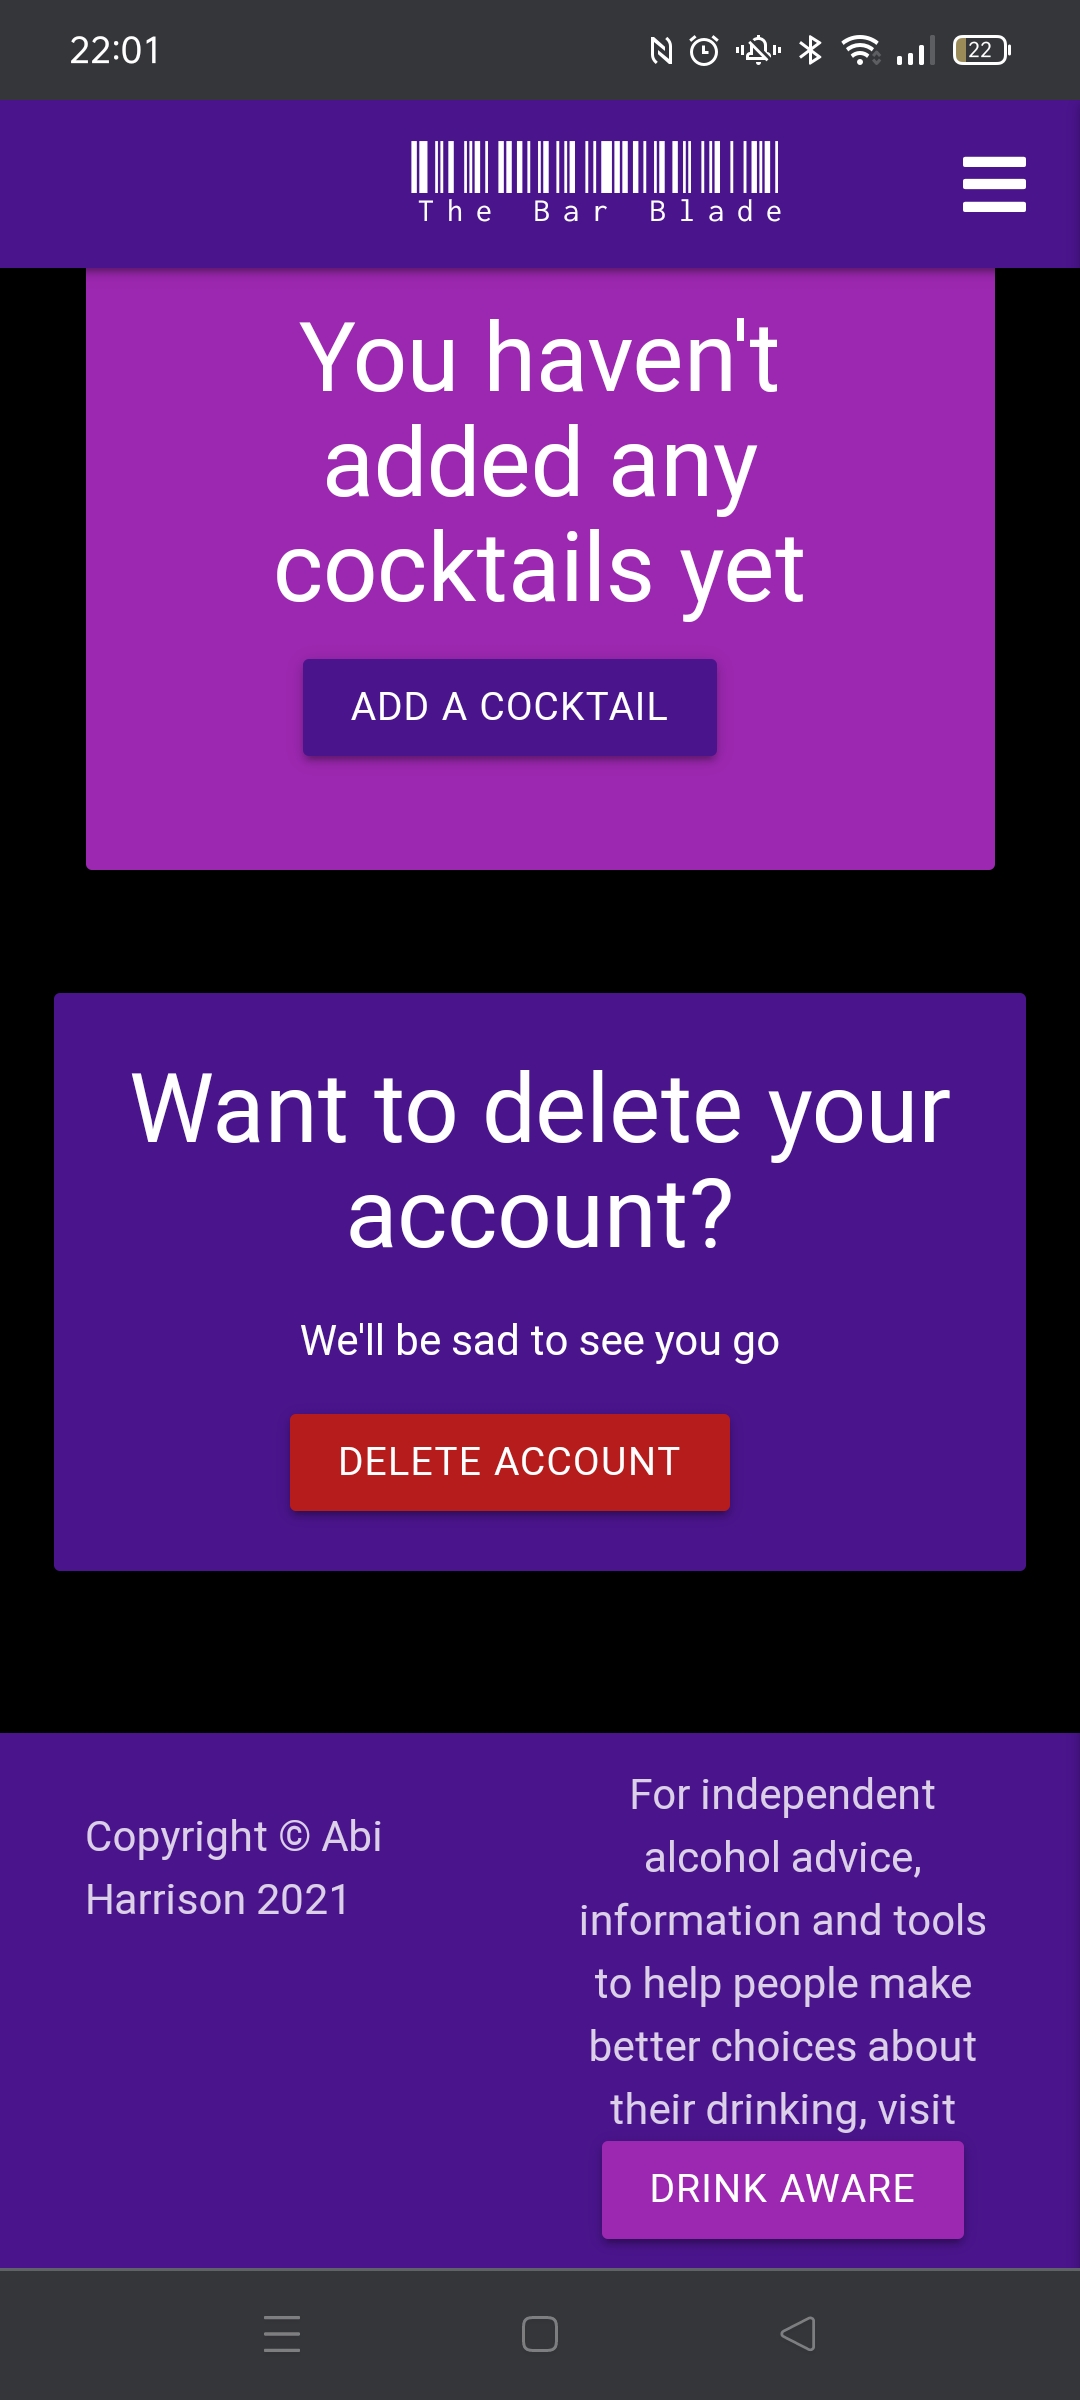 22:01
22
The Bar Blade
You haven't
added any
cocktails yet
ADD A COCKTAIL
Want to delete your
account?
We'll be sad to see you go
DELETE ACCOUNT
Copyright © Abi
Harrison 2021
For independent
alcohol advice,
information and tools
to help people make
better choices about
their drinking, visit
DRINK AWARE